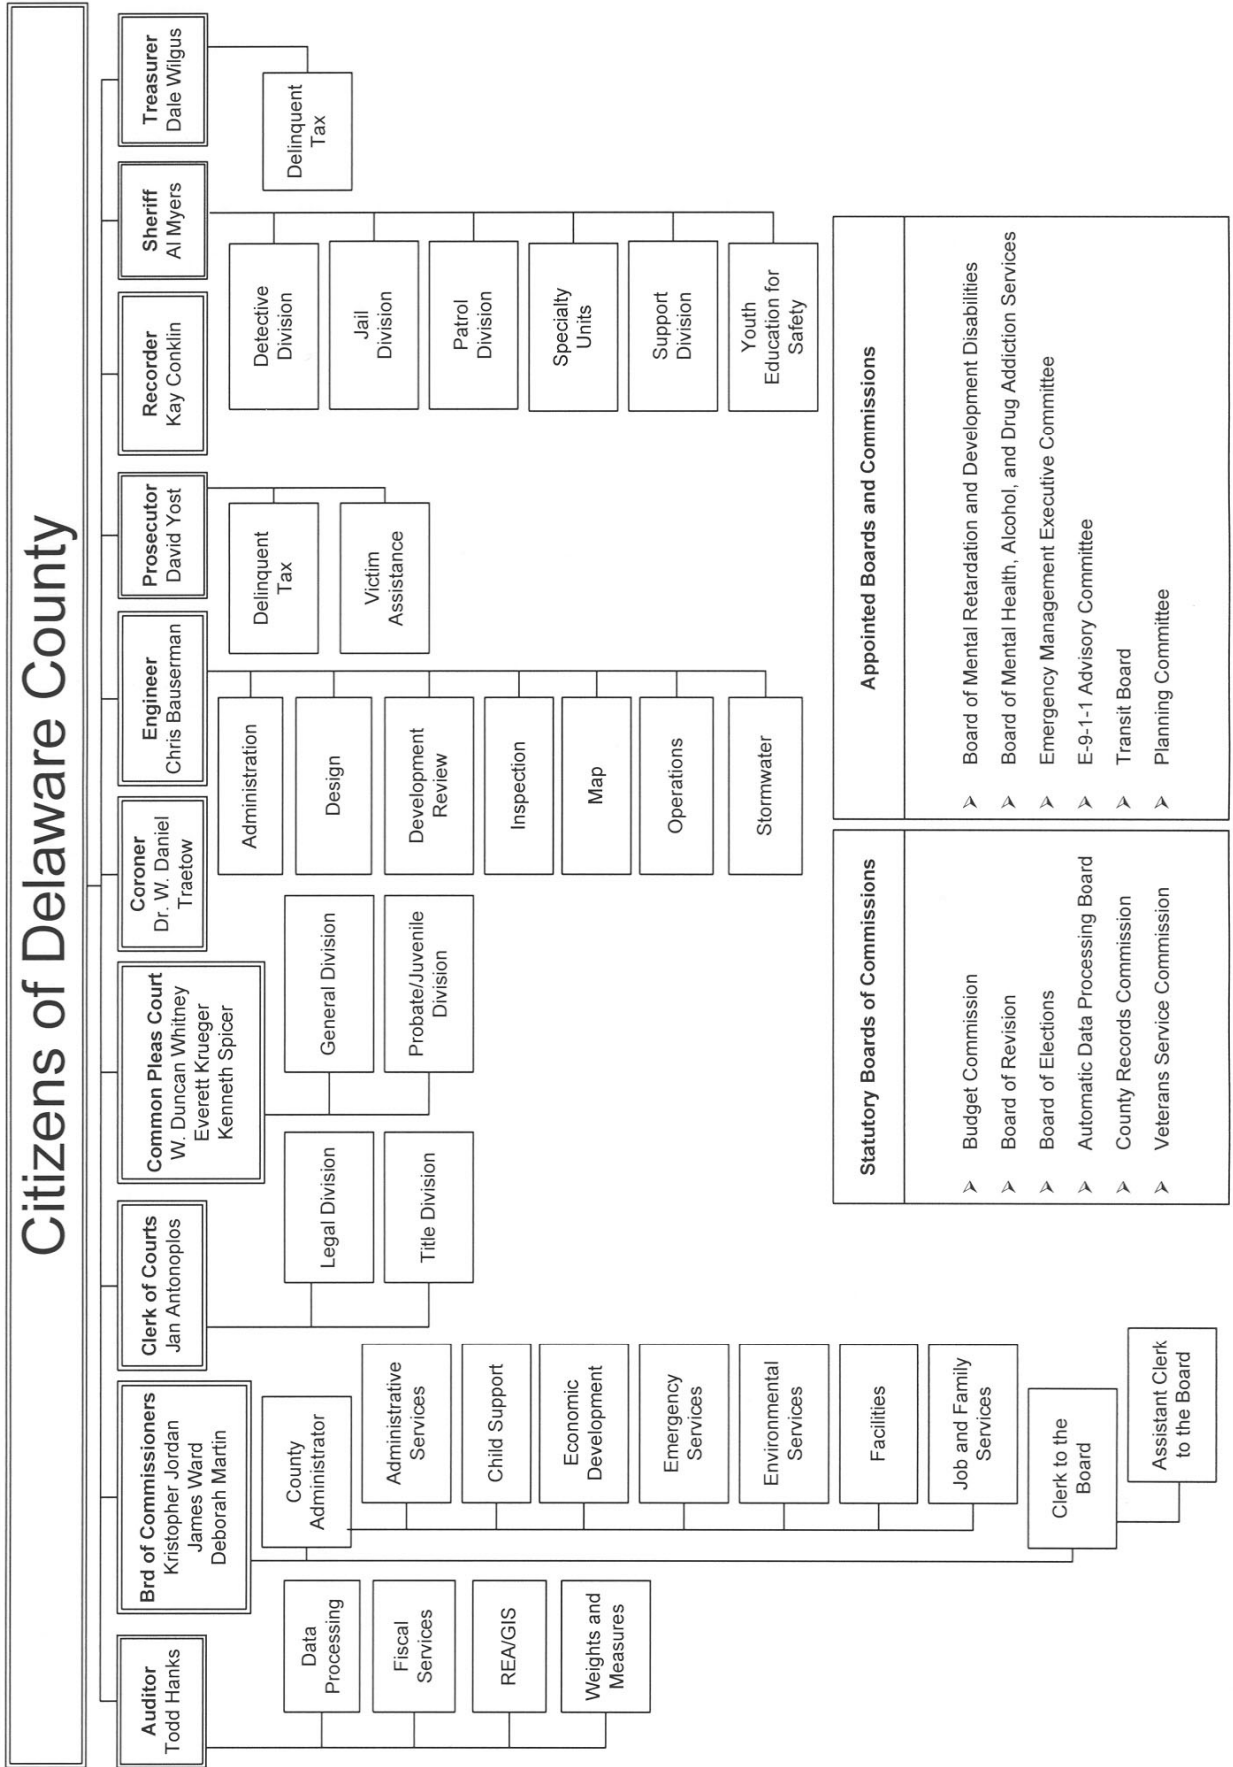 Citizens of Delaware County
Auditor
Todd Hanks
Data
Processing
Fiscal
Services
REA/GIS
Weights and
Measures
Brd of Commissioners
Kristopher Jordan
James Ward
Deborah Martin
County
Administrator
Administrative
Services
Child Support
Economic
Development
Emergency
Services
Environmental
Services
Facilities
Job and Family
Services
Clerk to the
Board
Assistant Clerk
to the Board
Clerk of Courts
Jan Antonoplos
Legal Division
Title Division
Common Pleas Court
W. Duncan Whitney
Everett Krueger
Kenneth Spicer
General Division
Probate/Juvenile
Division
Coroner
Dr. W. Daniel
Traetow
Engineer
Chris Bauserman
Administration
Design
Development
Review
Inspection
Map
Operations
Stormwater
Prosecutor
David Yost
Delinquent
Tax
Victim
Assistance
Recorder
Kay Conklin
Sheriff
Al Myers
Detective
Division
Jail
Division
Patrol
Division
Specialty
Units
Support
Division
Youth
Education for
Safety
Treasurer
Dale Wilgus
Delinquent
Tax
Statutory Boards of Commissions
➢ Budget Commission
➢ Board of Revision
➢ Board of Elections
➢ Automatic Data Processing Board
➢ County Records Commission
➢ Veterans Service Commission
Appointed Boards and Commissions
➢ Board of Mental Retardation and Development Disabilities
➢ Board of Mental Health, Alcohol, and Drug Addiction Services
➢ Emergency Management Executive Committee
➢ E-9-1-1 Advisory Committee
➢ Transit Board
➢ Planning Committee